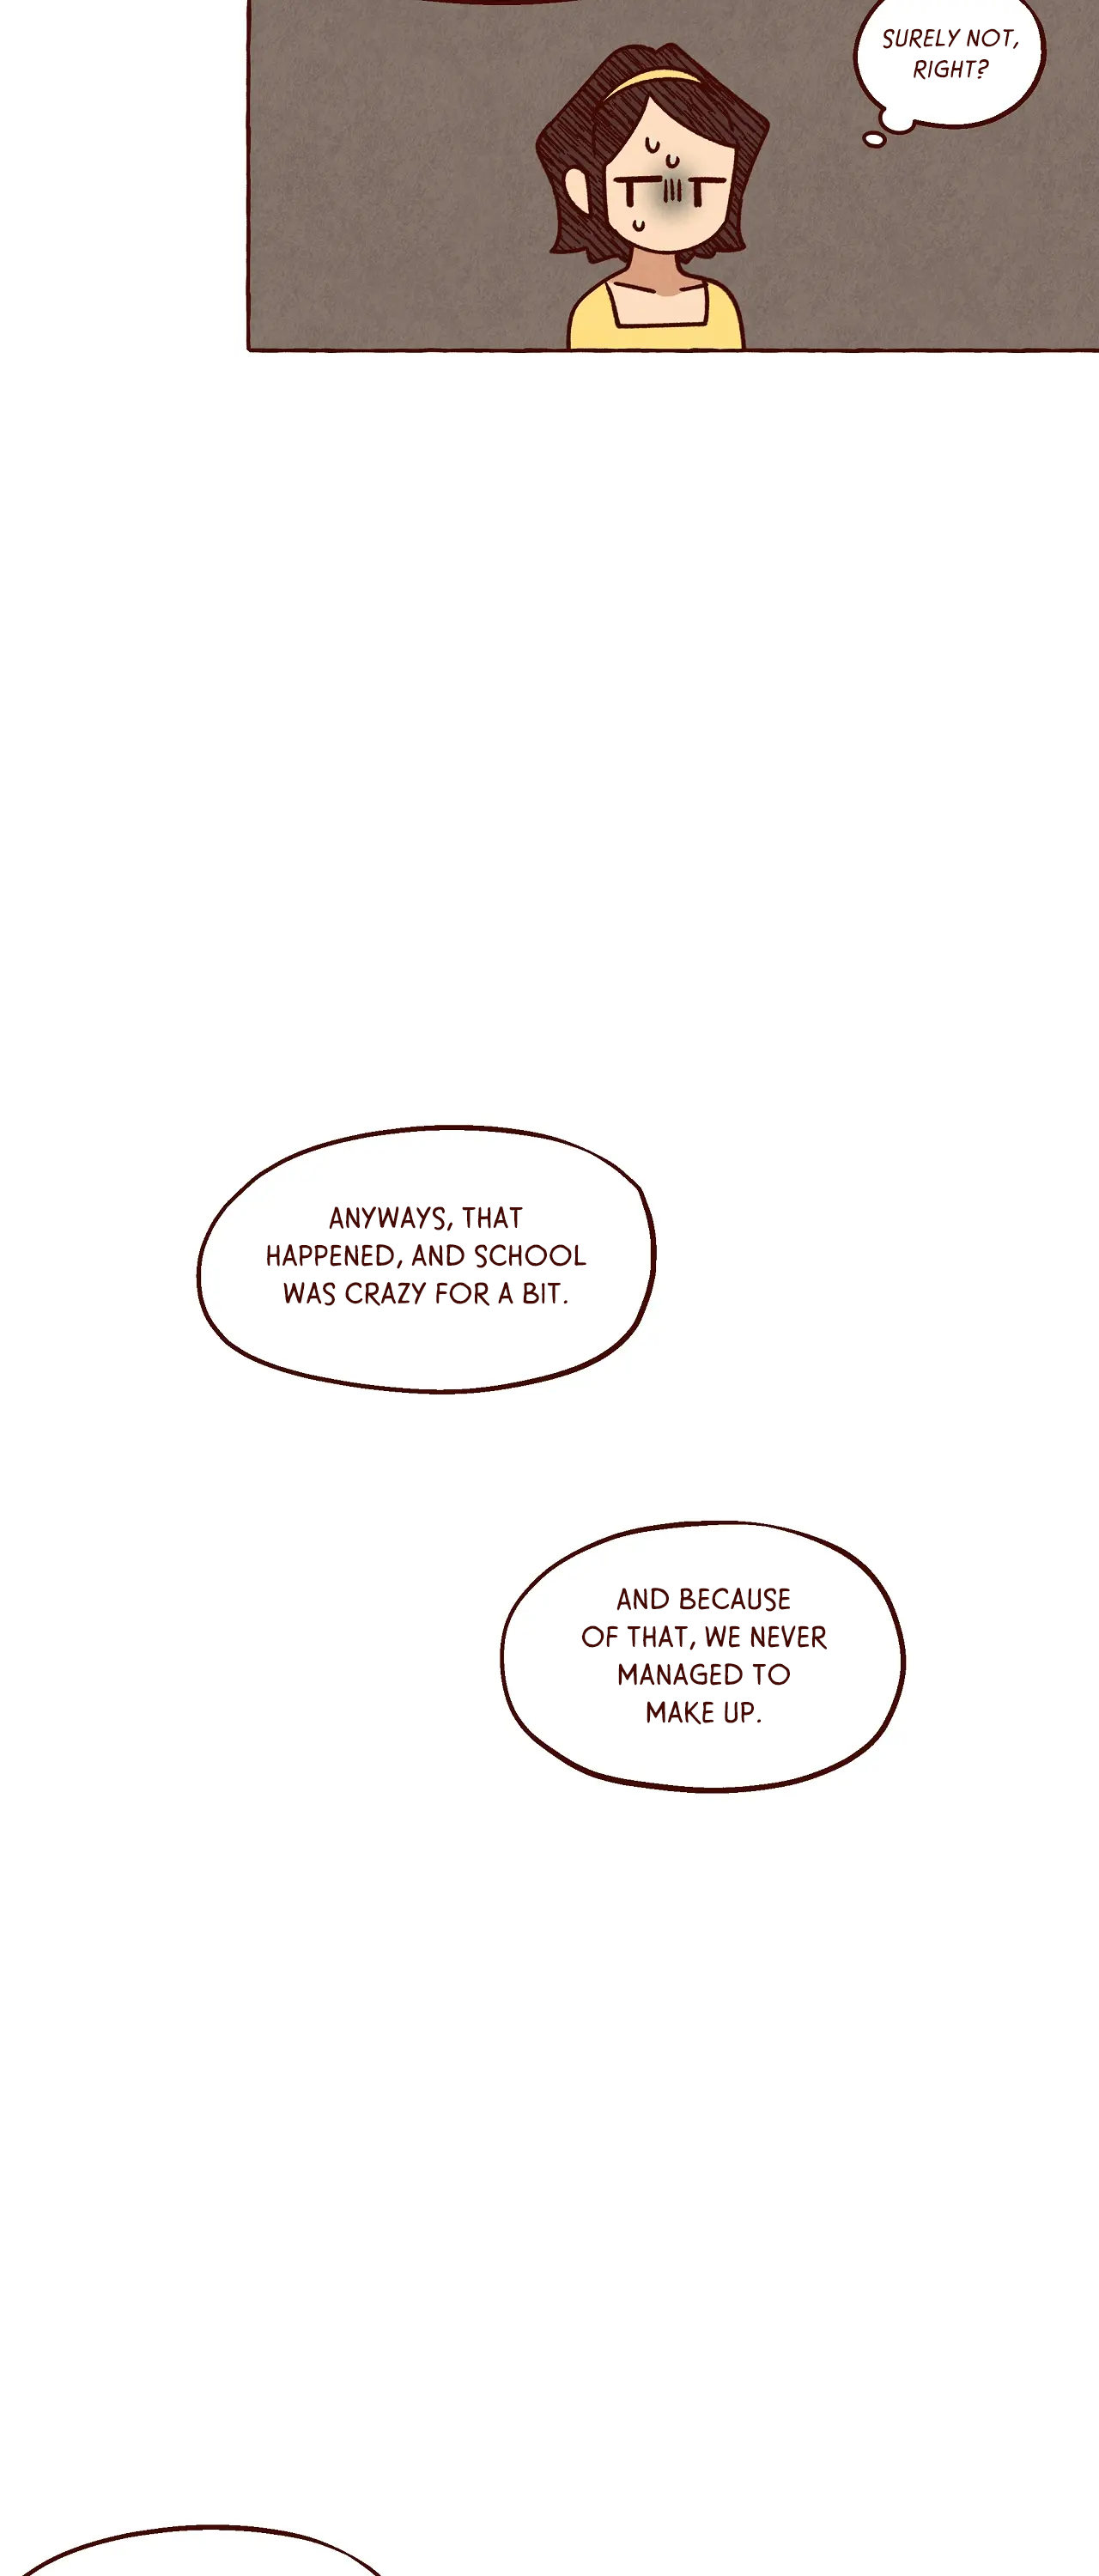 SURELY NOT,
RIGHT?
ANYWAYS, THAT
HAPPENED, AND SCHOOL
WAS CRAZY FOR A BIT.
AND BECAUSE
OF THAT, WE NEVER
MANAGED TO
MAKE UP.